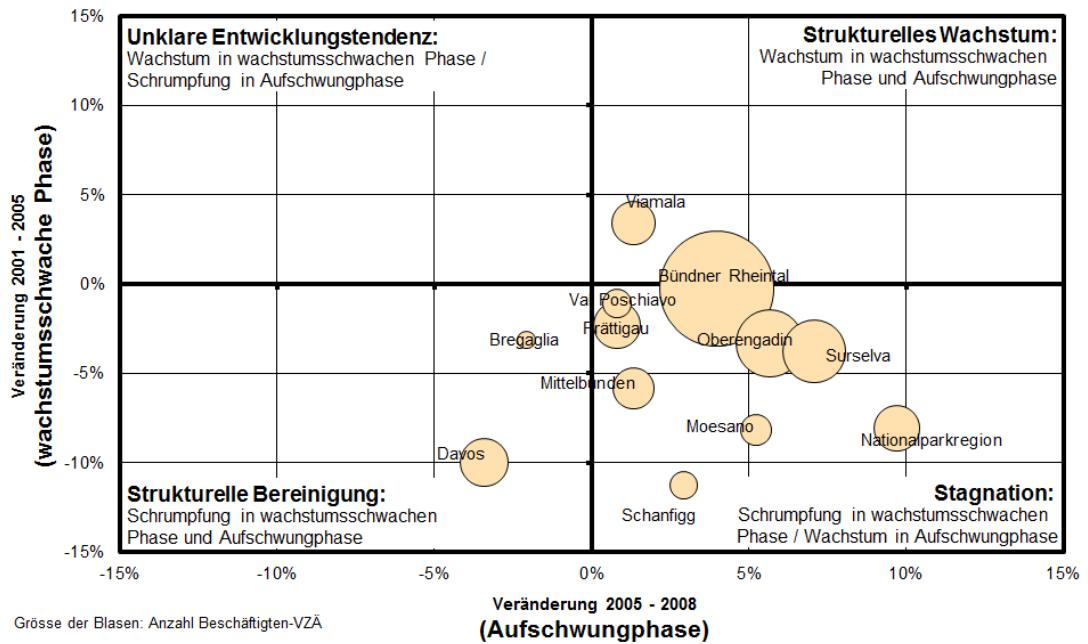 15%
10%
5%
0%
-5%
-10%
-15%
Veränderung 2001 - 2005
(wachstumsschwache Phase)
Unklare Entwicklungstendenz:
Wachstum in wachstumsschwachen Phase /
Schrumpfung in Aufschwungphase
Strukturelles Wachstum:
Wachstum in wachstumsschwachen
Phase und Aufschwungphase
Viamala
Bündner Rheintal
Val Poschiavo
Prättigau
Bregaglia
Oberengadin
Surselva
Mittelbünden
Moesano
Nationalparkregion
Davos
Schanfigg
Strukturelle Bereinigung:
Schrumpfung in wachstumsschwachen
Phase und Aufschwungphase
Stagnation:
Schrumpfung in wachstumsschwachen
Phase / Wachstum in Aufschwungphase
-15%
-10%
-5%
0%
5%
10%
15%
Veränderung 2005 - 2008
(Aufschwungphase)
Grösse der Blasen: Anzahl Beschäftigten-VZÄ